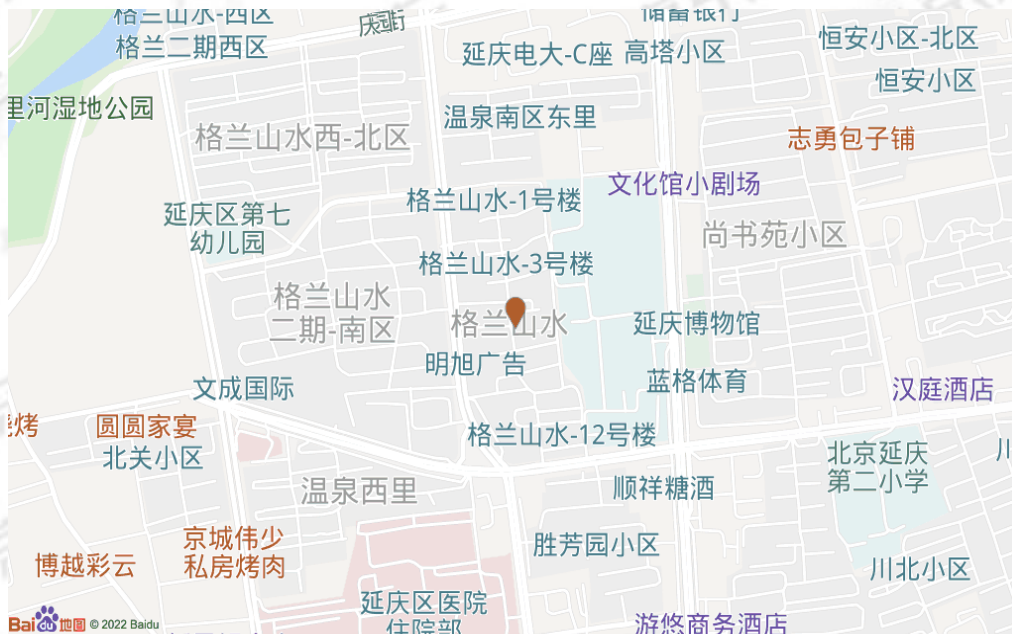 格兰山水-西区
庆园街
储蓄银行
格兰二期西区
延庆电大-C座
高塔小区
恒安小区-北区
恒安小区
里河湿地公园
温泉南区东里
格兰山水西-北区
志勇包子铺
文化馆小剧场
格兰山水-1号楼
延庆区第七
幼儿园
尚书苑小区
格兰山水-3号楼
格兰山水
二期-南区
格兰山水
延庆博物馆
明旭广告
蓝格体育
文成国际
汉庭酒店
烧烤
圆圆家宴
格兰山水-12号楼
北关小区
北京延庆
第二小学
川
温泉西里
顺祥糖酒
京城伟少
私房烤肉
胜芳园小区
博越彩云
川北小区
延庆区医院
住院部
游悠商务酒店
Bai du 地图 © 2022 Baidu